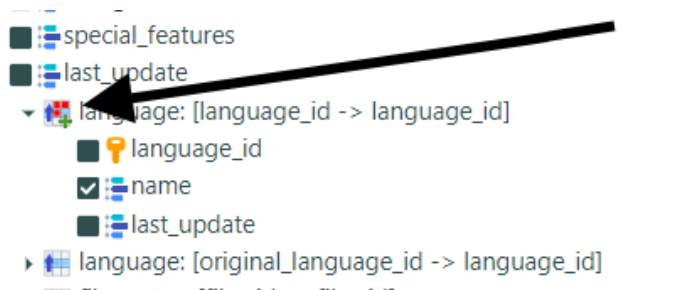 special_features
last_update
language: [language_id -> language_id]
language_id
name
last_update
language: [original_language_id -> language_id]